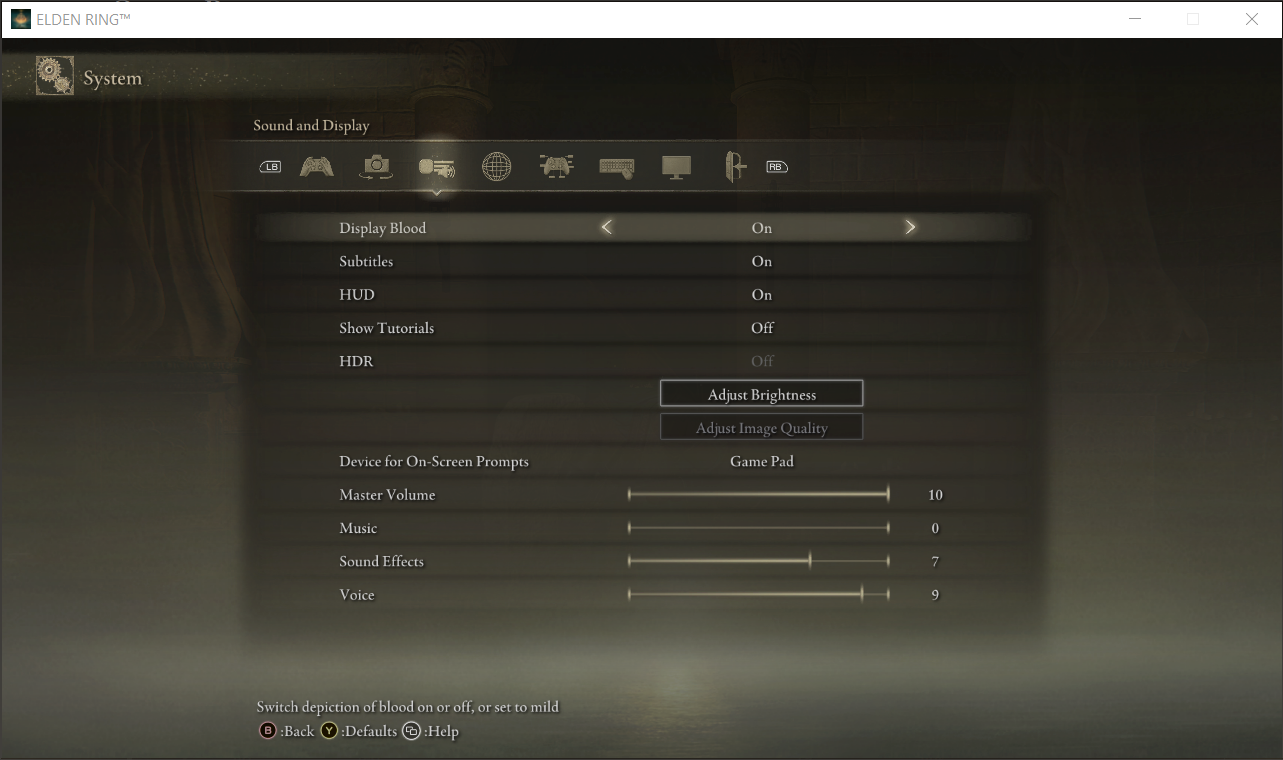 ELDEN RING™
System
Sound and Display
LB RB
Display Blood On
Subtitles On
HUD On
Show Tutorials Off
HDR Off
Adjust Brightness
Adjust Image Quality
Device for On-Screen Prompts Game Pad
Master Volume 10
Music 0
Sound Effects 7
Voice 9
Switch depiction of blood on or off, or set to mild
B :Back Y :Defaults :Help